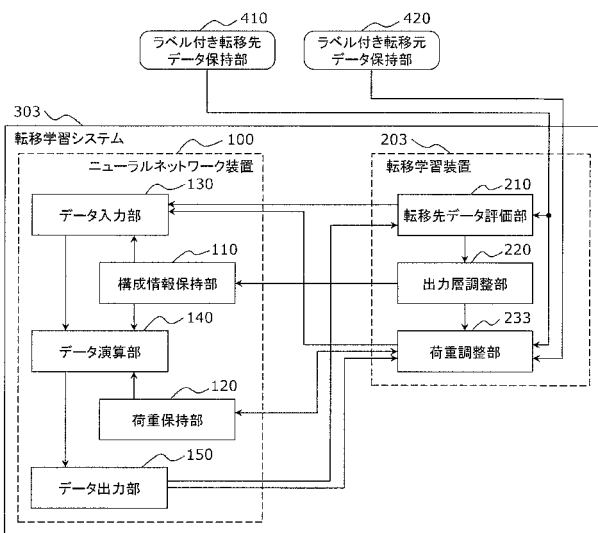 410
420
ラベル付き転移先
データ保持部
ラベル付き転移元
データ保持部
303
転移学習システム
100
ニューラルネットワーク装置
130
データ入力部
110
構成情報保持部
140
データ演算部
120
荷重保持部
150
データ出力部
203
転移学習装置
210
転移先データ評価部
220
出力層調整部
233
荷重調整部